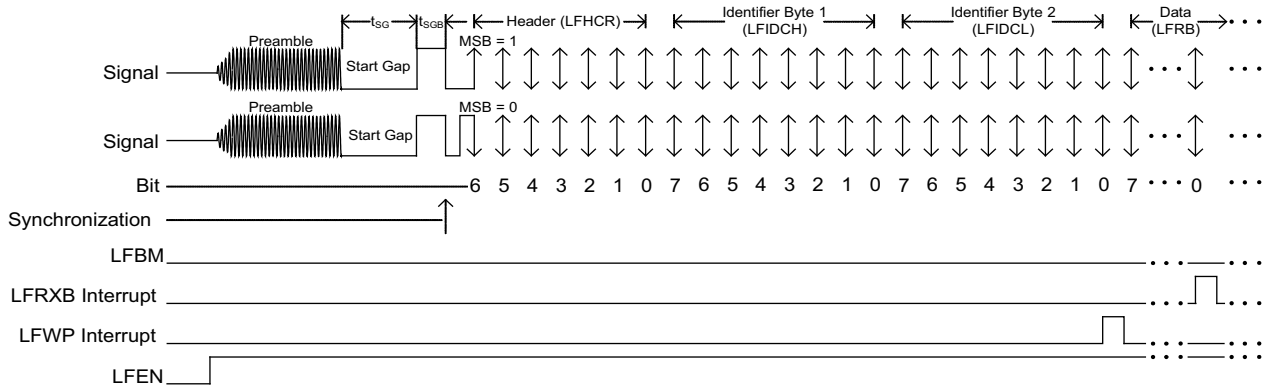 tSG tSGB Header (LFHCR) Identifier Byte 1 (LFIDCH) Identifier Byte 2 (LFIDCL) Data (LFRB) • • •
Preamble MSB = 1
Signal Start Gap • • • • • •
Preamble MSB = 0
Signal Start Gap • • • • • •
Bit 6 5 4 3 2 1 0 7 6 5 4 3 2 1 0 7 6 5 4 3 2 1 0 7 • • • 0 • • •
Synchronization
LFBM • • • • • •
LFRXB Interrupt • • • • • •
LFWP Interrupt • • • • • •
LFEN • • • • • •